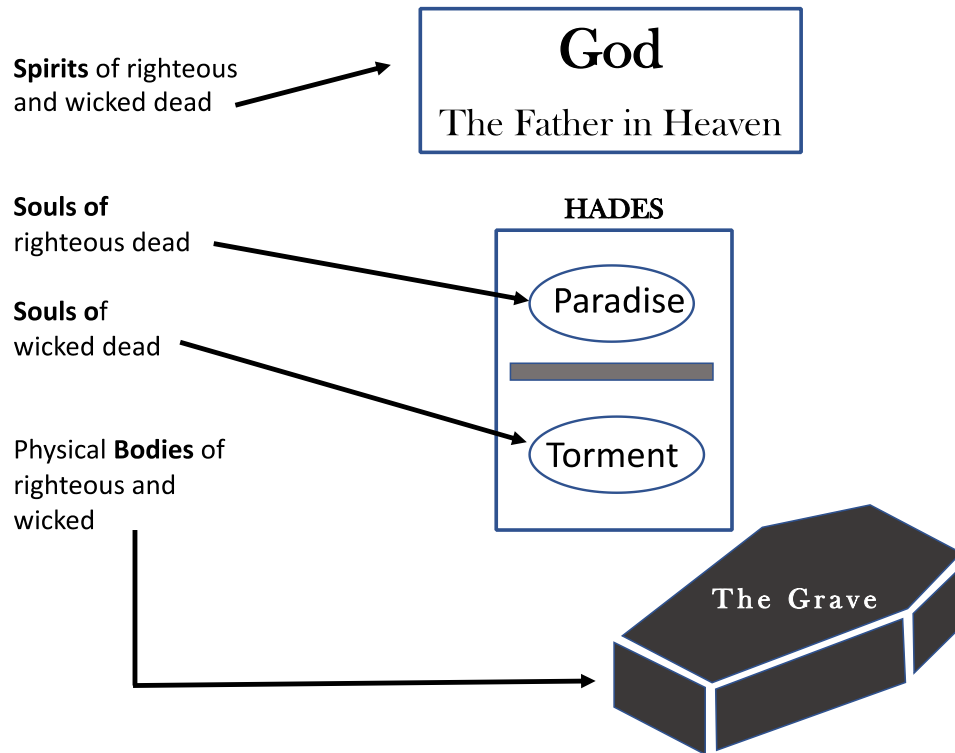 Spirits of righteous
and wicked dead
God
The Father in Heaven
Souls of
righteous dead
Souls of
wicked dead
HADES
Paradise
Torment
Physical Bodies of
righteous and
wicked
The Grave